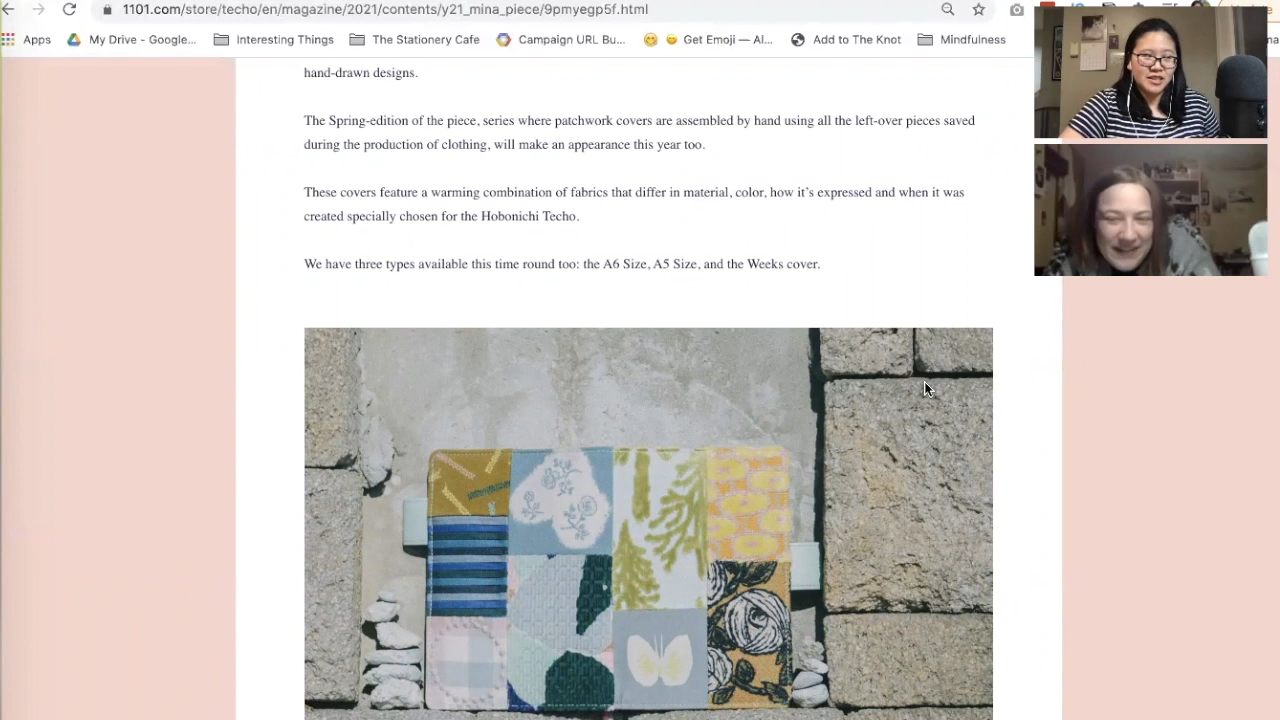 1101.com/store/techo/en/magazine/2021/contents/y21_mina_piece/9pmyegp5f.html
Apps My Drive - Google... Interesting Things The Stationery Cafe Campaign URL Bu... Get Emoji — Al... Add to The Knot Mindfulness
hand-drawn designs.
The Spring-edition of the piece, series where patchwork covers are assembled by hand using all the left-over pieces saved
during the production of clothing, will make an appearance this year too.
These covers feature a warming combination of fabrics that differ in material, color, how it's expressed and when it was
created specially chosen for the Hobonichi Techo.
We have three types available this time round too: the A6 Size, A5 Size, and the Weeks cover.